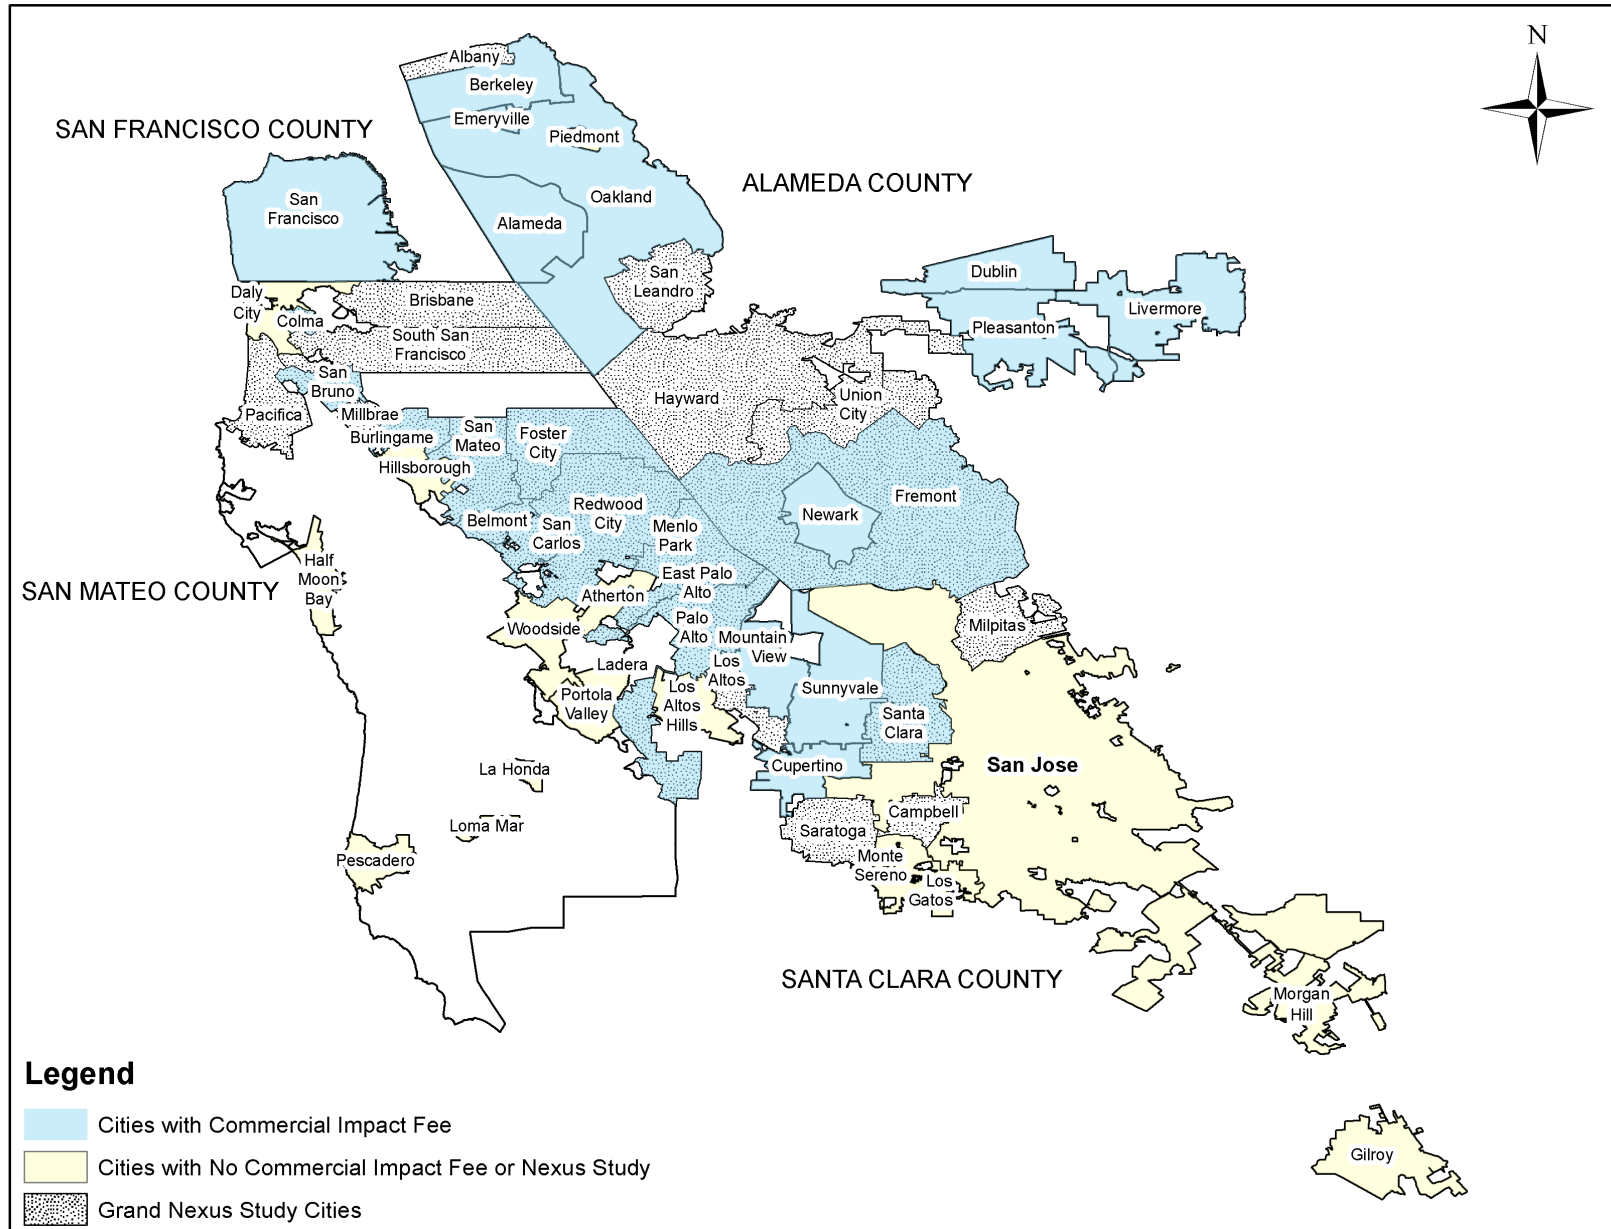 N
Albany
Berkeley
Emeryville
Piedmont
SAN FRANCISCO COUNTY
ALAMEDA COUNTY
San
Francisco
Oakland
Alameda
San
Leandro
Dublin
Livermore
Pleasanton
Daly
City
Brisbane
Colma
South San
Francisco
San
Bruno
Pacifica
Millbrae
Burlingame
Hillsborough
San
Mateo
Foster
City
Hayward
Union
City
Fremont
Newark
Redwood
City
Belmont
San
Carlos
Menlo
Park
Half
Moon
Bay
SAN MATEO COUNTY
East Palo
Alto
Atherton
Woodside
Palo
Alto
Mountain
View
Milpitas
Ladera
Los
Altos
Portola
Valley
Los
Altos
Hills
Sunnyvale
Santa
Clara
Cupertino
San Jose
La Honda
Loma Mar
Pescadero
Saratoga
Campbell
Monte
Sereno
Los
Gatos
SANTA CLARA COUNTY
Morgan
Hill
Gilroy
Legend
Cities with Commercial Impact Fee
Cities with No Commercial Impact Fee or Nexus Study
Grand Nexus Study Cities